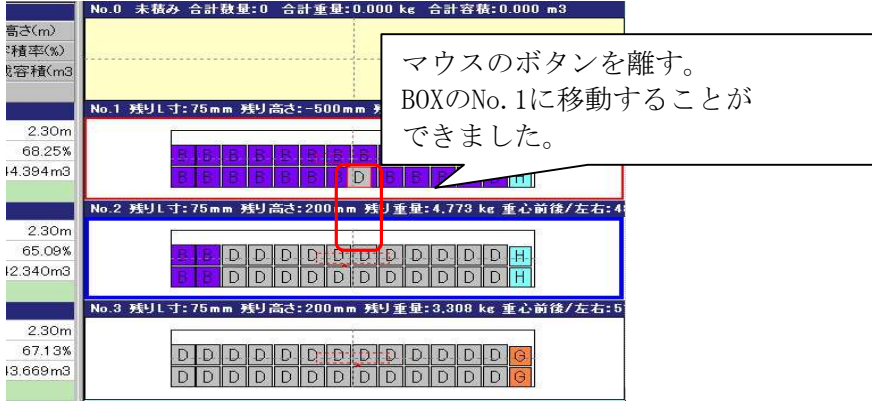 No.0 未積み 合計数量:0 合計重量:0.000 kg 合計容積:0.000 m3
高さ(m)
積率(%)
容積(m3
マウスのボタンを離す。
BOXのNo.1に移動することが
できました。
No.1 残りL寸:75mm 残り高さ:-500mm
2.30m
68.25%
4.394m3
B B B B B B B B
B B B B B B B D B B B B B H
No.2 残りL寸:75mm 残り高さ:200mm 残り重量:4.773 kg 重心前後/左右:4
2.30m
65.09%
2.340m3
B B D D D D D D D D D D D H
B B D D D D D D D D D D D H
No.3 残りL寸:75mm 残り高さ:200mm 残り重量:3.308 kg 重心前後/左右:5
2.30m
67.13%
3.669m3
D D D D D D D D D D D D D G
D D D D D D D D D D D D D G